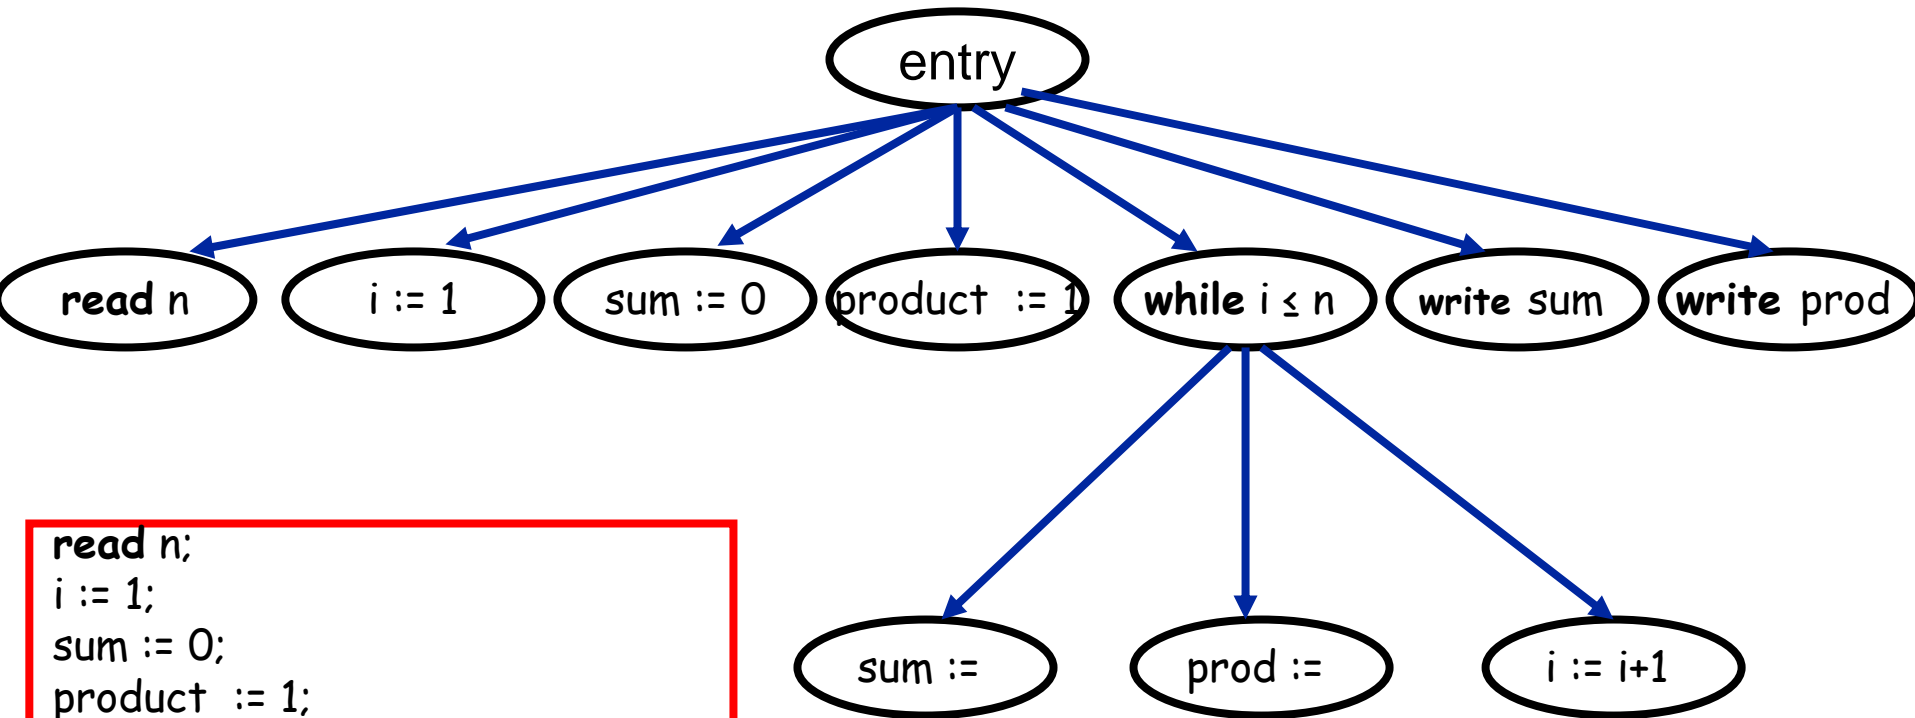 entry
read n
i := 1
sum := 0
product := 1
while i ≤ n
write sum
write prod
sum :=
prod :=
i := i+1
read n;
i := 1;
sum := 0;
product := 1;